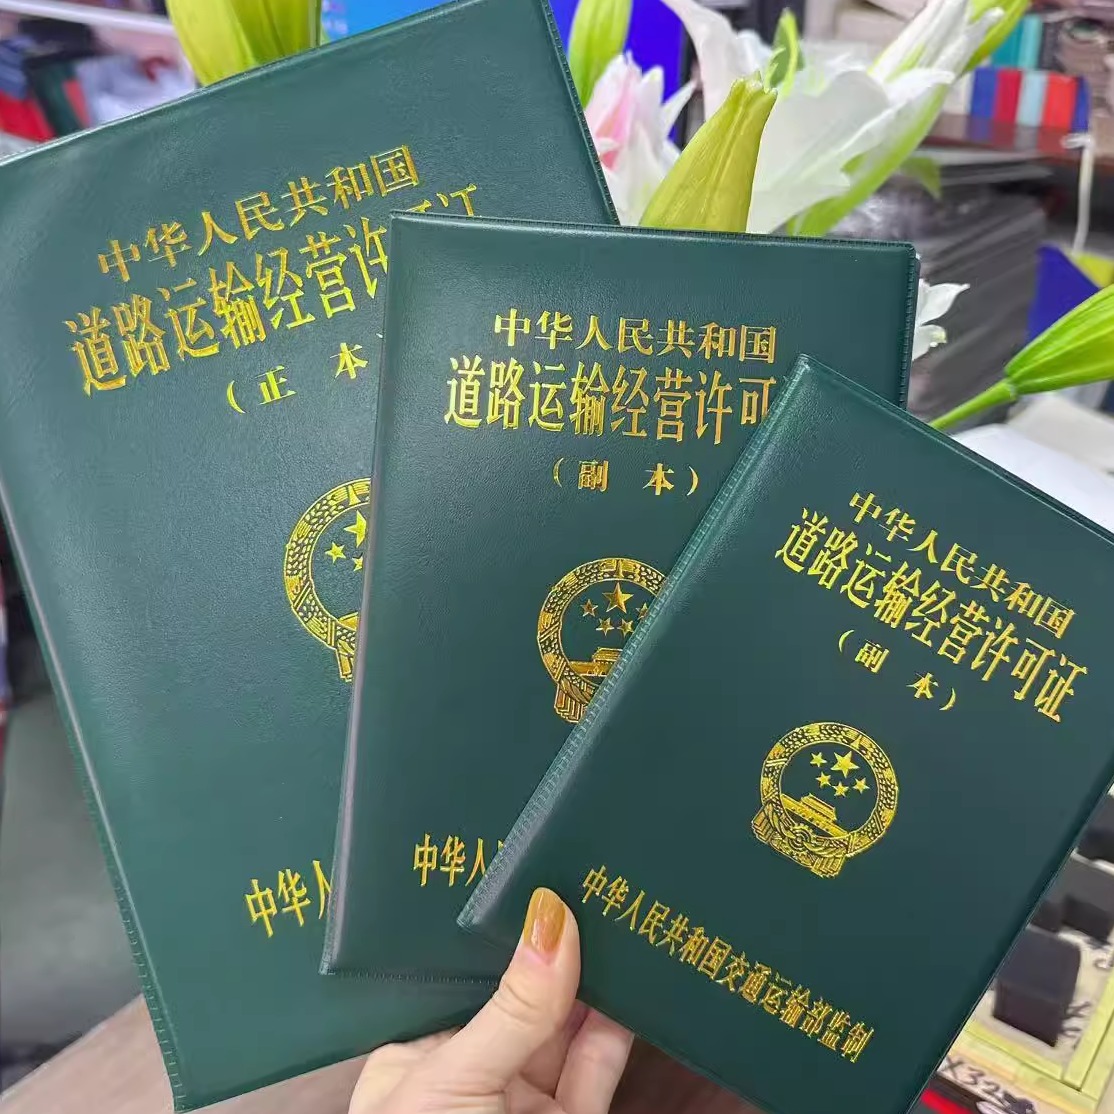 中华人民共和国
道路运输经营许可证
（正 本
中华人
中华人民共和国
道路运输经营许可
（副 本）
中华人
中华人民共和国
道路运输经营许可证
（副 本）
中华人民共和国交通运输部监制